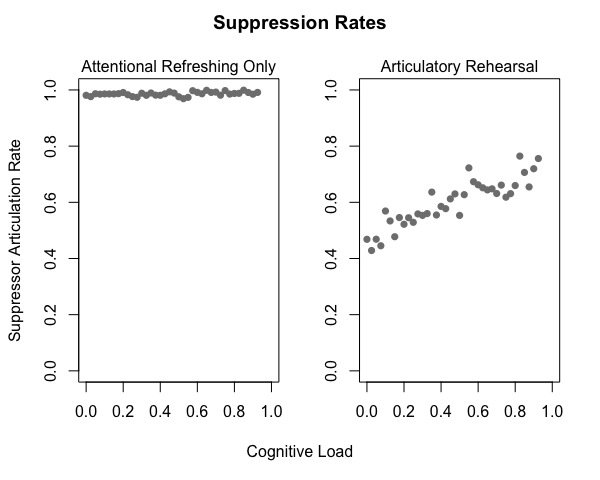 Suppression Rates
Attentional Refreshing Only
Articulatory Rehearsal
Suppressor Articulation Rate
1.0
0.8
0.6
0.4
0.2
0.0
0.0 0.2 0.4 0.6 0.8 1.0
1.0
0.8
0.6
0.4
0.2
0.0
0.0 0.2 0.4 0.6 0.8 1.0
Cognitive Load